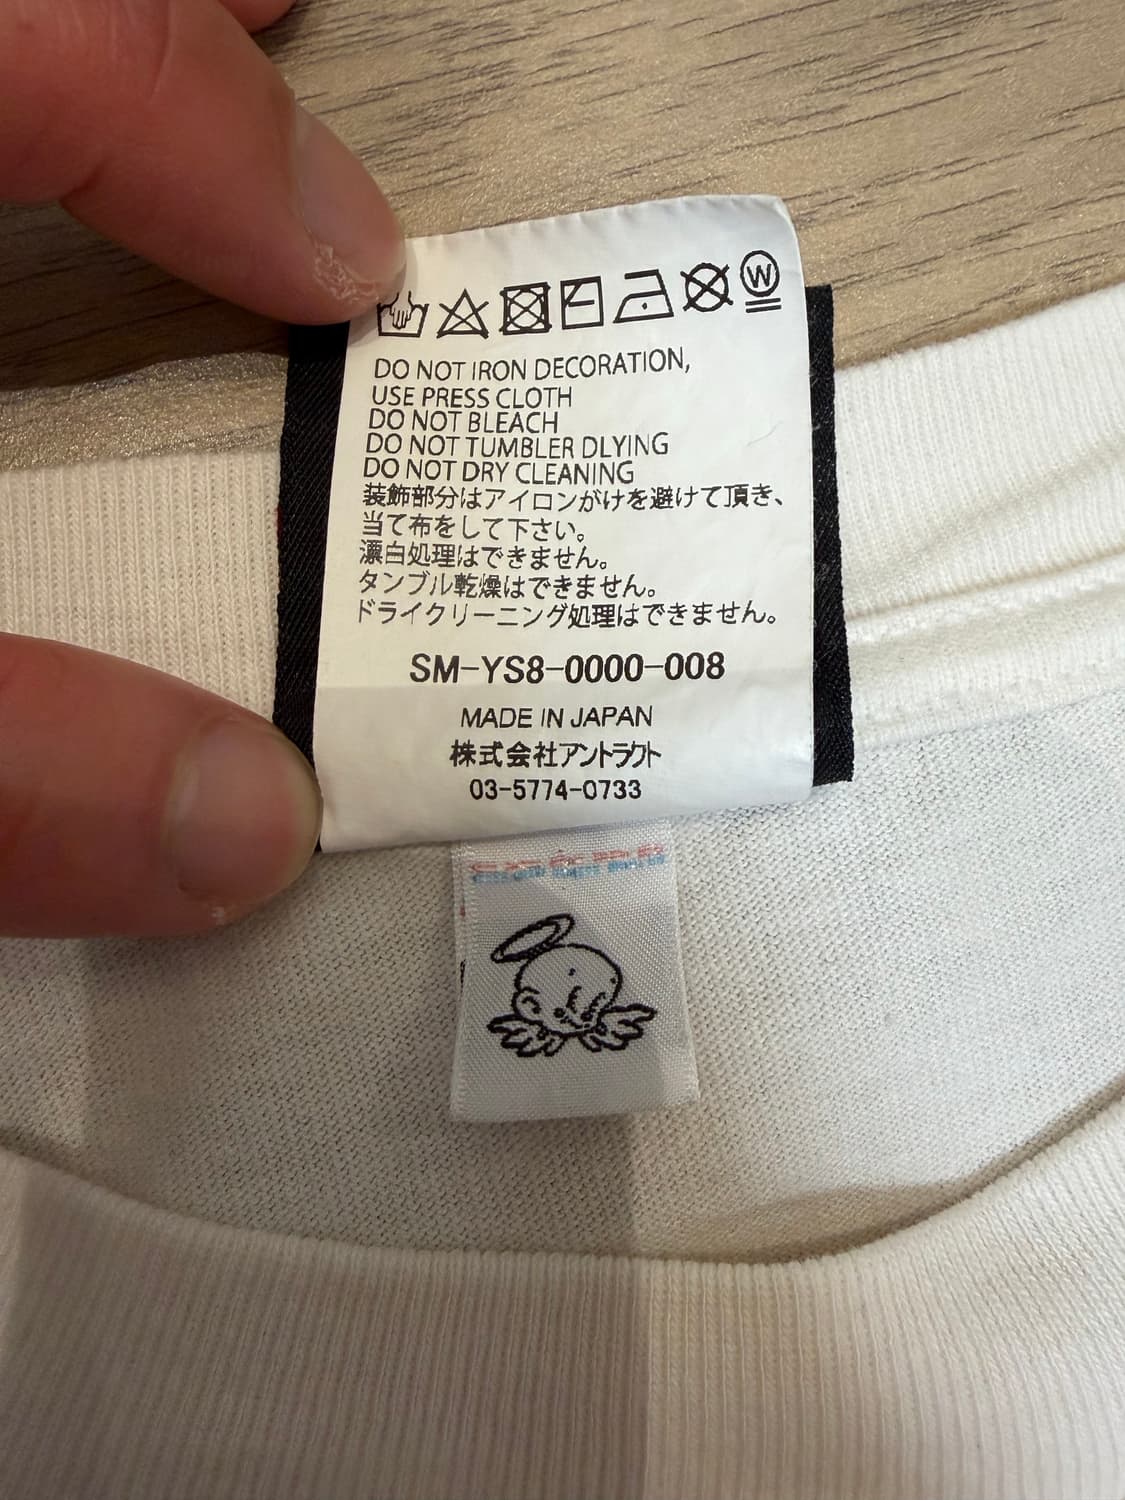 W
DO NOT IRON DECORATION,
USE PRESS CLOTH
DO NOT BLEACH
DO NOT TUMBLER DLYING
DO NOT DRY CLEANING
装飾部分はアイロンがけを避けて頂き、
当て布をして下さい。
漂白処理はできません。
タンブル乾燥はできません。
ドライクリーニング処理はできません。
SM-YS8-0000-008
MADE IN JAPAN
株式会社アントラクト
03-5774-0733